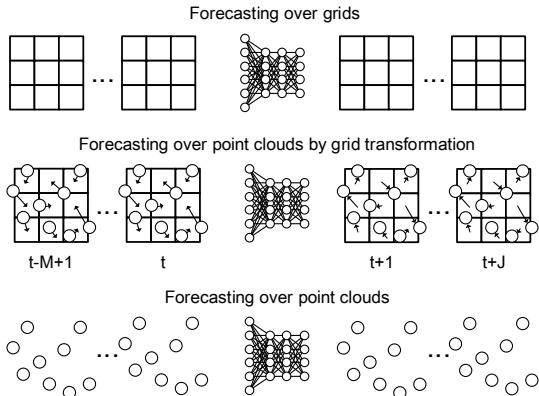 Forecasting over grids
... ...
Forecasting over point clouds by grid transformation
... ...
t-M+1 t t+1 t+J
Forecasting over point clouds
... ...